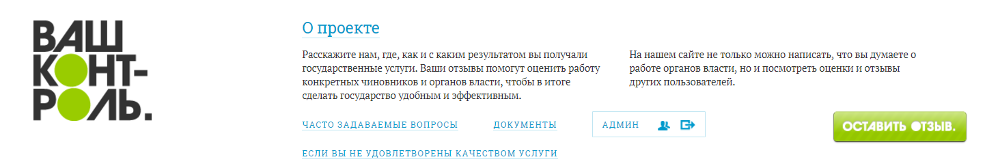 ВАШ
КОНТ-
РОЛЬ.
О проекте
Расскажите нам, где, как и с каким результатом вы получали
государственные услуги. Ваши отзывы помогут оценить работу
конкретных чиновников и органов власти, чтобы в итоге
сделать государство удобным и эффективным.
На нашем сайте не только можно написать, что вы думаете о
работе органов власти, но и посмотреть оценки и отзывы
других пользователей.
ЧАСТО ЗАДАВАЕМЫЕ ВОПРОСЫ
ДОКУМЕНТЫ
АДМИН
ОСТАВИТЬ ОТЗЫВ.
ЕСЛИ ВЫ НЕ УДОВЛЕТВОРЕНЫ КАЧЕСТВОМ УСЛУГИ